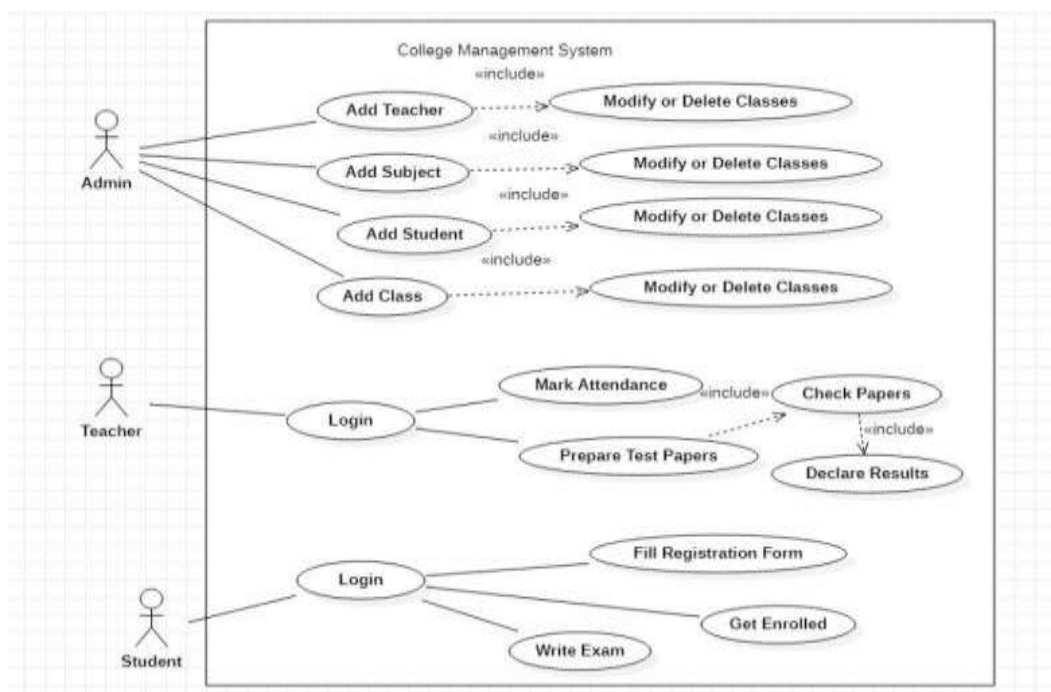 College Management System
«include»
Add Teacher
Modify or Delete Classes
«include»
Add Subject
Modify or Delete Classes
«include»
Add Student
Modify or Delete Classes
«include»
Add Class
Modify or Delete Classes
Admin
Teacher
Login
Mark Attendance
«include»
Check Papers
«include»
Prepare Test Papers
Declare Results
Student
Login
Fill Registration Form
Get Enrolled
Write Exam